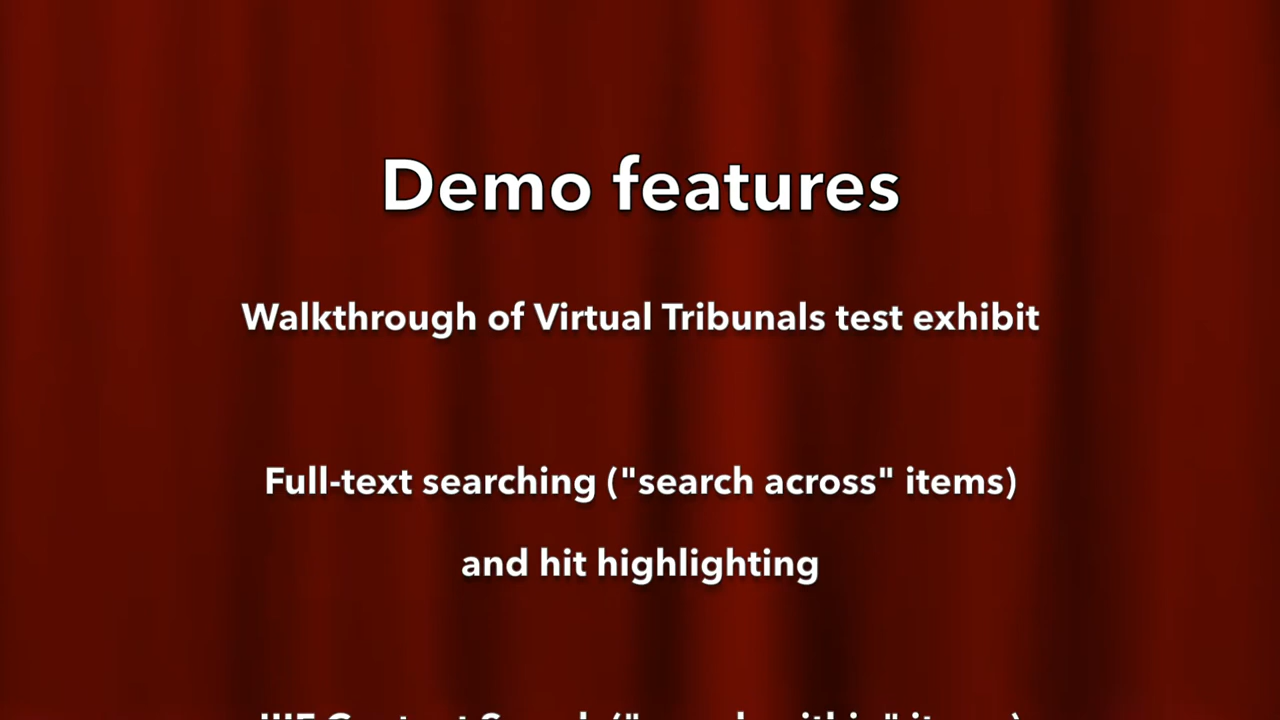 Demo features
Walkthrough of Virtual Tribunals test exhibit
Full-text searching ("search across" items)
and hit highlighting